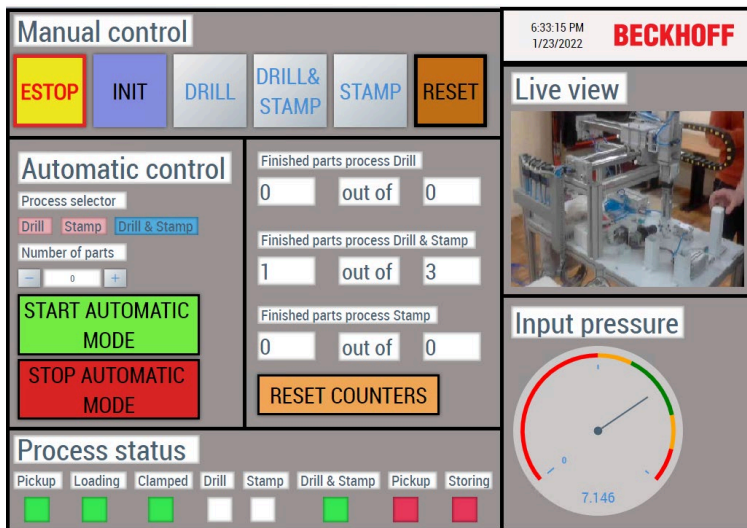 Manual control
ESTOP
INIT
DRILL
DRILL&
STAMP
STAMP
RESET
6:33:15 PM
1/23/2022
BECKHOFF
Live view
Automatic control
Process selector
Drill
Stamp
Drill & Stamp
Number of parts
−
0
+
START AUTOMATIC
MODE
STOP AUTOMATIC
MODE
Finished parts process Drill
0 out of 0
Finished parts process Drill & Stamp
1 out of 3
Finished parts process Stamp
0 out of 0
RESET COUNTERS
Input pressure
0
7.146
Process status
Pickup Loading Clamped Drill Stamp Drill & Stamp Pickup Storing